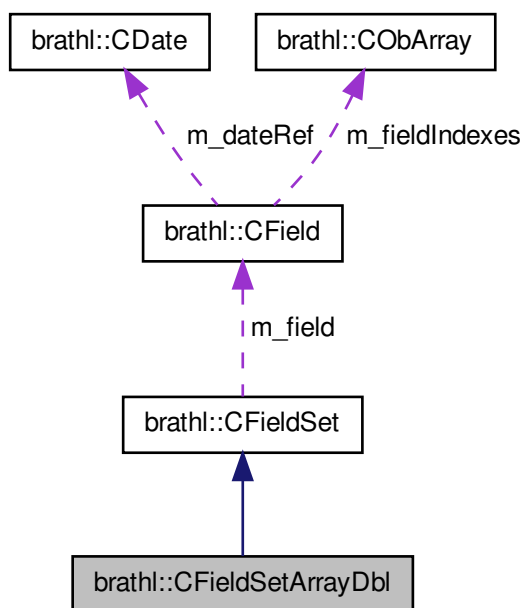 brathl::CDate
brathl::CObArray
m_dateRef
m_fieldIndexes
brathl::CField
m_field
brathl::CFieldSet
brathl::CFieldSetArrayDbl